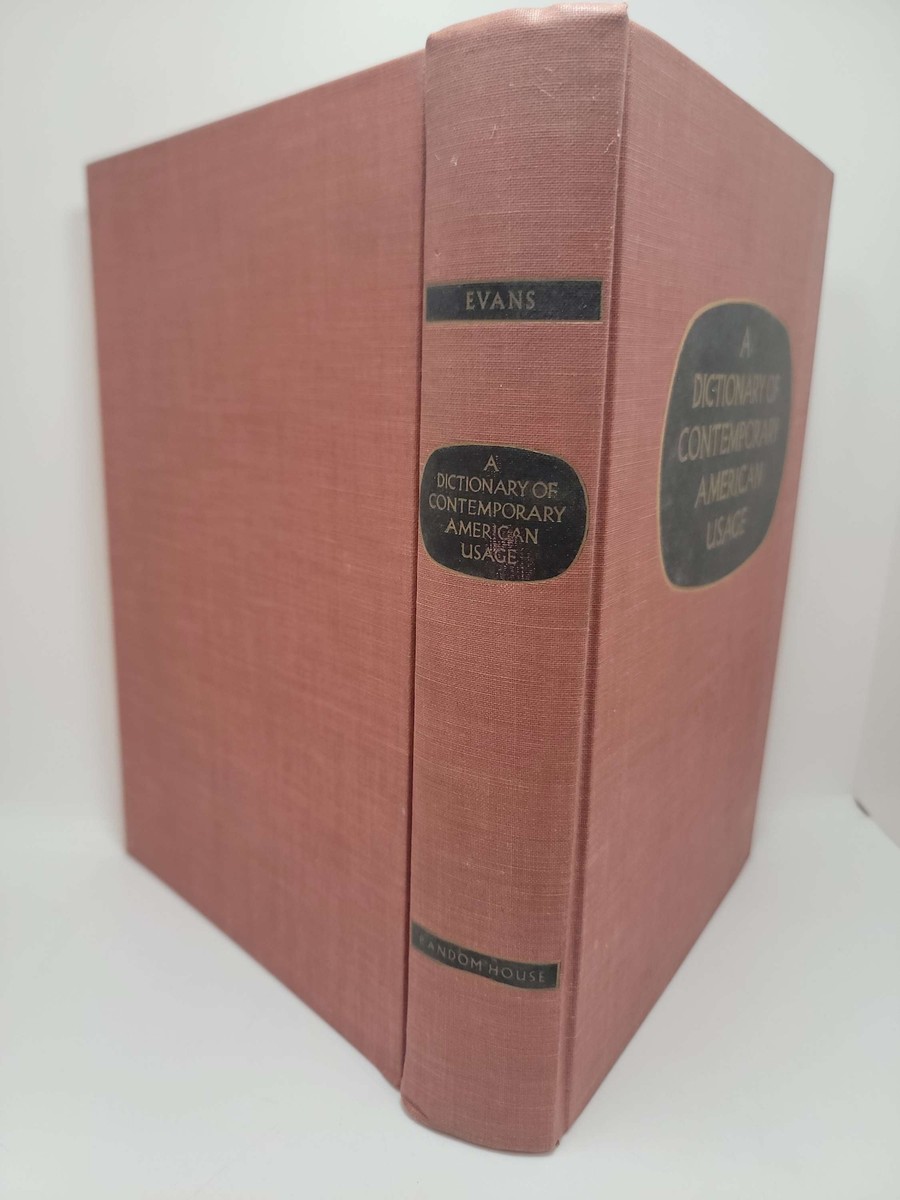 EVANS
A
DICTIONARY OF
CONTEMPORARY
AMERICAN
USAGE
RANDOM HOUSE
A
DICTIONARY OF
CONTEMPORARY
AMERICAN
USAGE